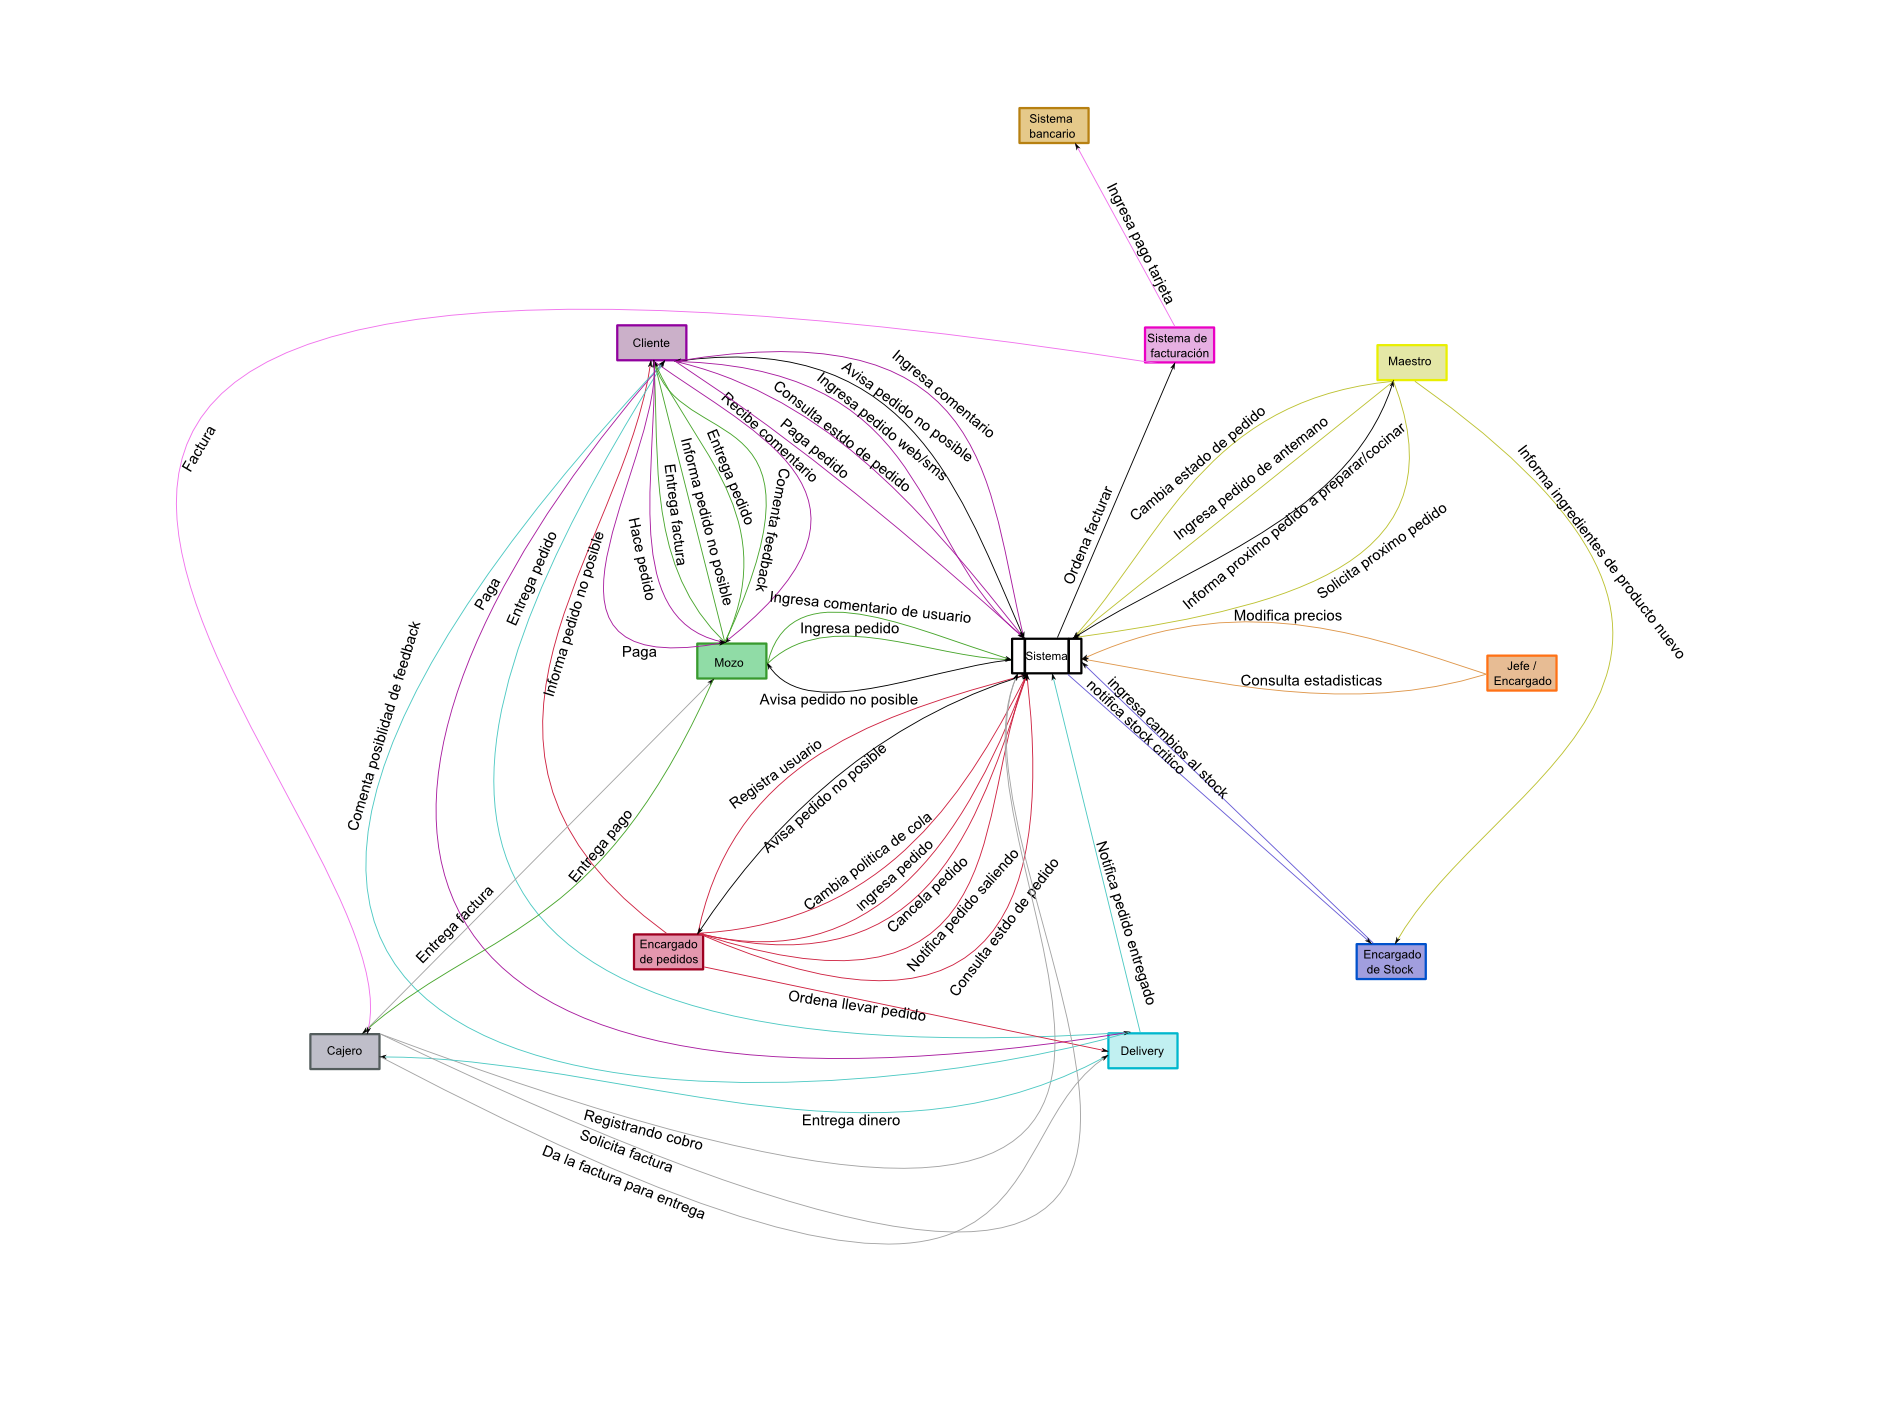 Sistema
bancario
Ingresa pago tarjeta
Cliente
Sistema de
facturación
Maestro
Factura
Ingresa comentario
Avisa pedido no posible
Ingresa pedido web/sms
Consulta estdo de pedido
Paga pedido
Recibe comentario
Entrega pedido
Informa pedido no posible
Entrega factura
Comenta feedback
Hace pedido
Paga
Ordena facturar
Cambia estado de pedido
Ingresa pedido de antemano
Informa proximo pedido a preparar/cocinar
Solicita proximo pedido
Informa ingredientes de producto nuevo
Paga
Entrega pedido
Informa pedido no posible
Comenta posiblidad de feedback
Ingresa comentario de usuario
Ingresa pedido
Mozo
Avisa pedido no posible
Sistema
Modifica precios
Consulta estadisticas
Jefe /
Encargado
ingresa cambios al stock
notifica stock critico
Registra usuario
Avisa pedido no posible
Cambia politica de cola
Ingresa pedido
Cancela pedido
Notifica pedido saliendo
Consulta estdo de pedido
Notifica pedido entregado
Entrega pago
Entrega factura
Encargado
de pedidos
Encargado
de Stock
Ordena llevar pedido
Cajero
Delivery
Entrega dinero
Registrando cobro
Solicita factura
Da la factura para entrega